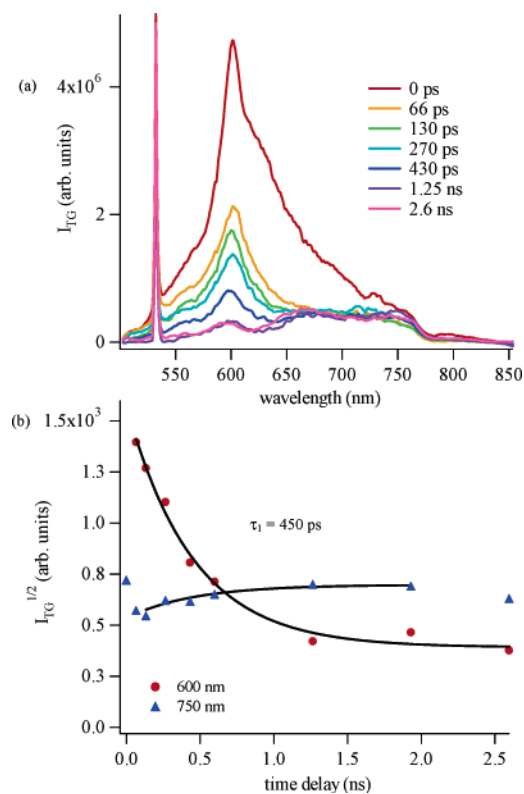 (a)
I_TG (arb. units)
4x10^6
2
0
0 ps
66 ps
130 ps
270 ps
430 ps
1.25 ns
2.6 ns
550 600 650 700 750 800 850
wavelength (nm)
(b)
I_TG^1/2 (arb. units)
1.5x10^3
1.3
1.0
0.8
0.5
0.0
τ₁ = 450 ps
600 nm
750 nm
0.0 0.5 1.0 1.5 2.0 2.5
time delay (ns)